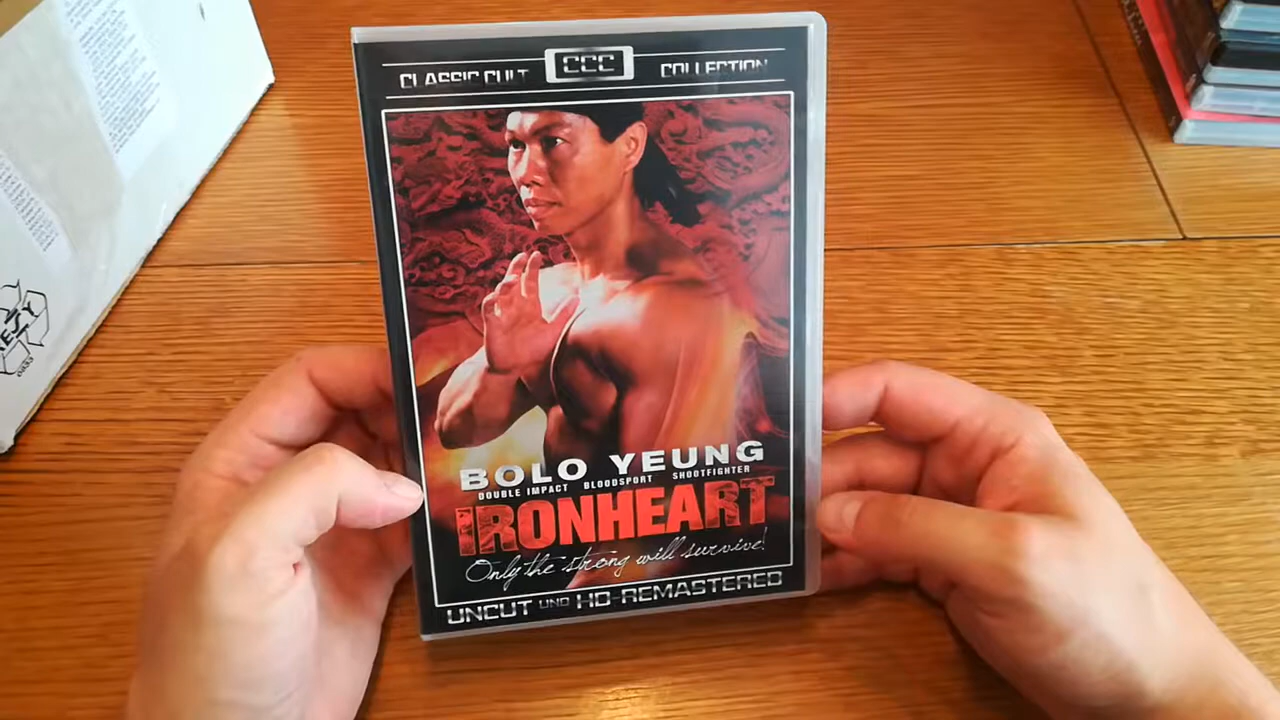 CLASSIC CULT CCC COLLECTION
BOLO YEUNG
DOUBLE IMPACT BLOODSPORT SHOOTFIGHTER
IRONHEART
Only the strong will survive!
UNCUT UND HD-REMASTERED